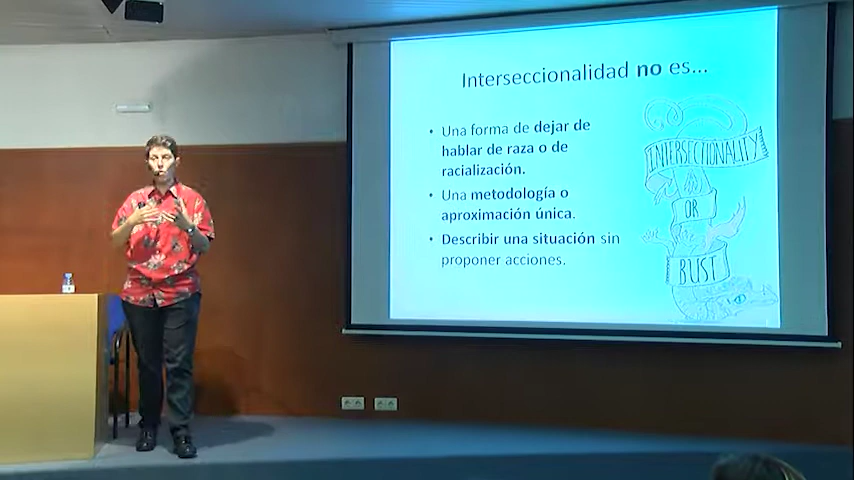 Interseccionalidad no es...
• Una forma de dejar de
hablar de raza o de
racialización.
• Una metodología o
aproximación única.
• Describir una situación sin
proponer acciones.
INTERSECTIONALITY
OR
BUST